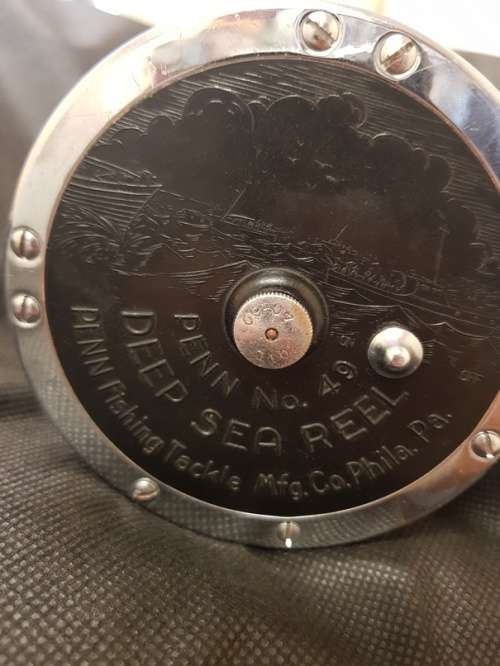 PENN No. 49
DEEP SEA REEL
PENN Fishing Tackle Mfg. Co. Phila. Pa.